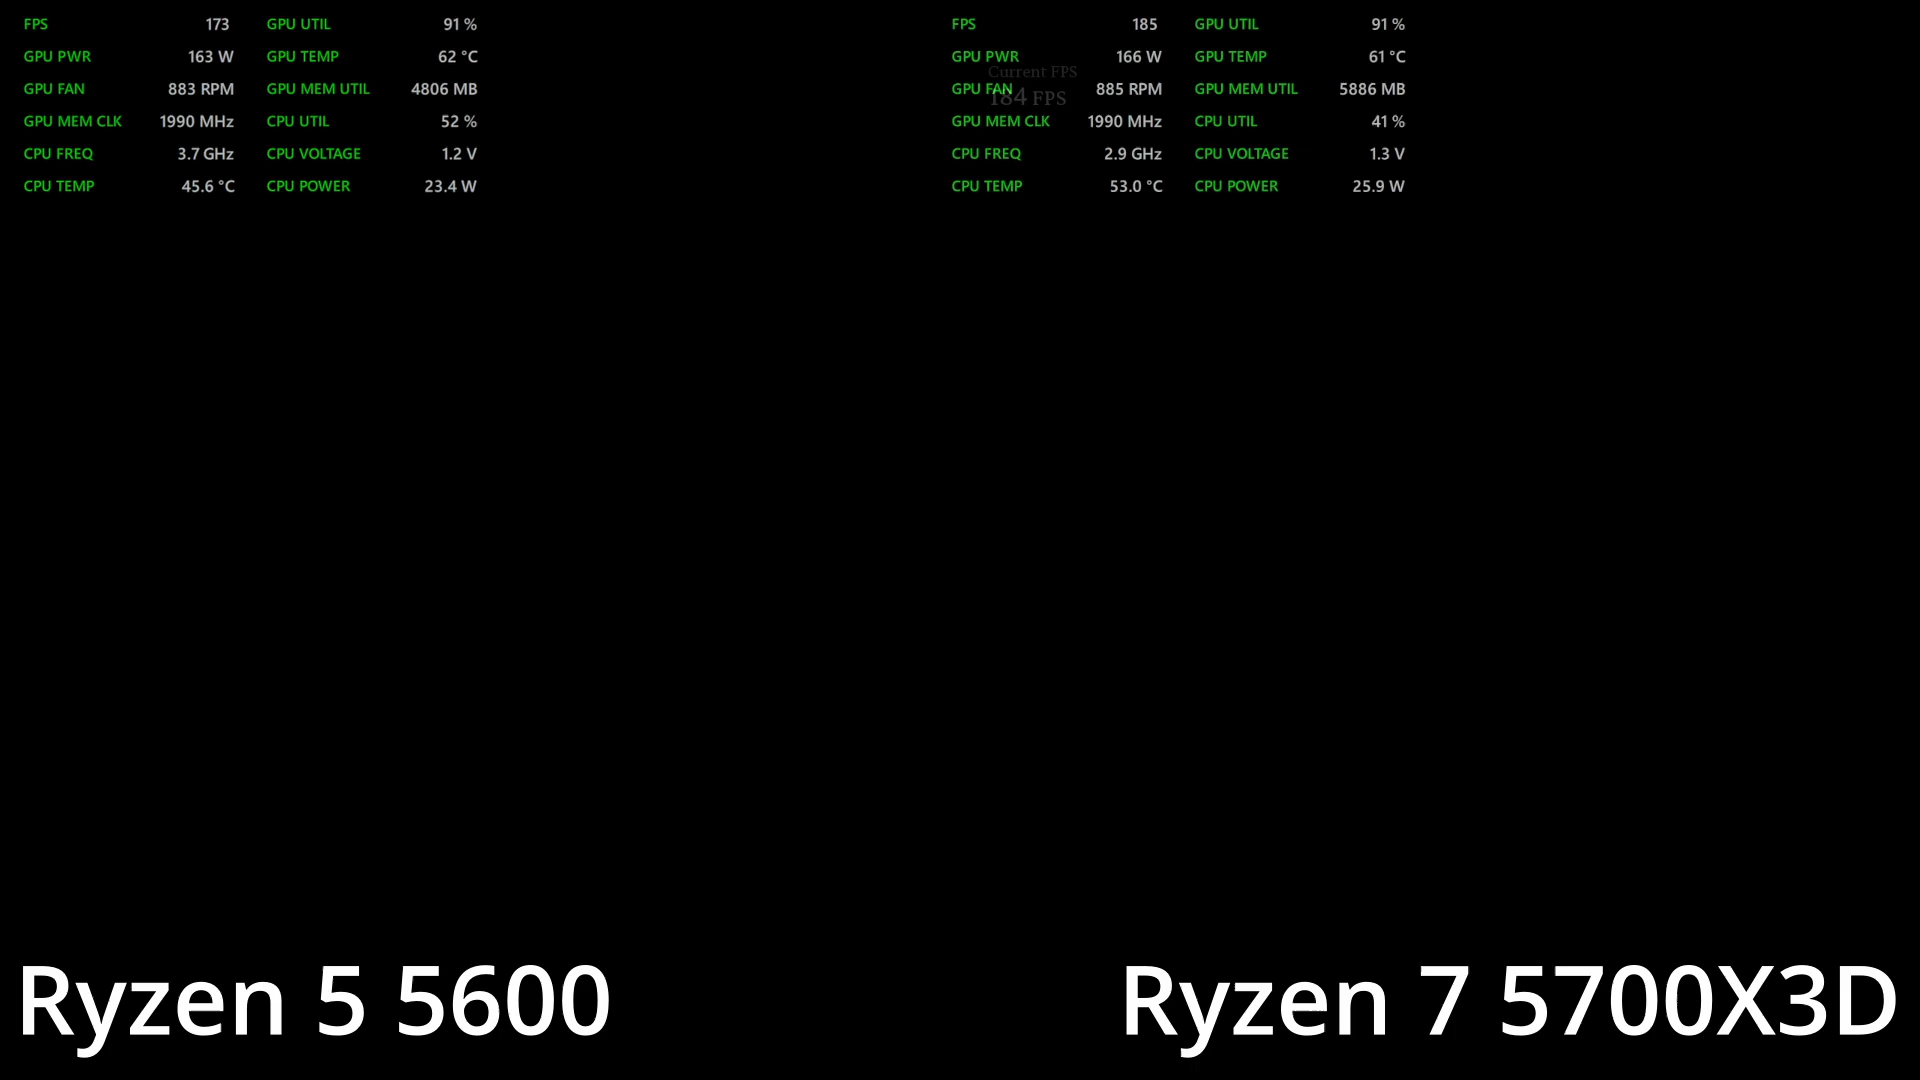 FPS 173 GPU UTIL 91 %
GPU PWR 163 W GPU TEMP 62 °C
GPU FAN 883 RPM GPU MEM UTIL 4806 MB
GPU MEM CLK 1990 MHz CPU UTIL 52 %
CPU FREQ 3.7 GHz CPU VOLTAGE 1.2 V
CPU TEMP 45.6 °C CPU POWER 23.4 W
FPS 185 GPU UTIL 91 %
GPU PWR 166 W GPU TEMP 61 °C
Current FPS
GPU FAN 885 RPM GPU MEM UTIL 5886 MB
184 FPS
GPU MEM CLK 1990 MHz CPU UTIL 41 %
CPU FREQ 2.9 GHz CPU VOLTAGE 1.3 V
CPU TEMP 53.0 °C CPU POWER 25.9 W
Ryzen 5 5600
Ryzen 7 5700X3D